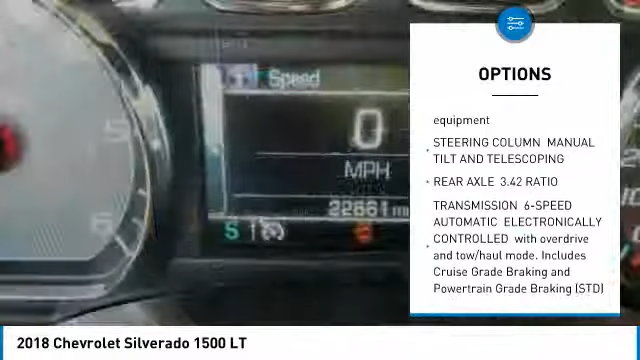 Speed
0
MPH
22661 mi
S
5
6
OPTIONS
equipment
STEERING COLUMN MANUAL
TILT AND TELESCOPING
REAR AXLE 3.42 RATIO
TRANSMISSION 6-SPEED
AUTOMATIC ELECTRONICALLY
CONTROLLED with overdrive
and tow/haul mode. Includes
Cruise Grade Braking and
Powertrain Grade Braking (STD)
2018 Chevrolet Silverado 1500 LT